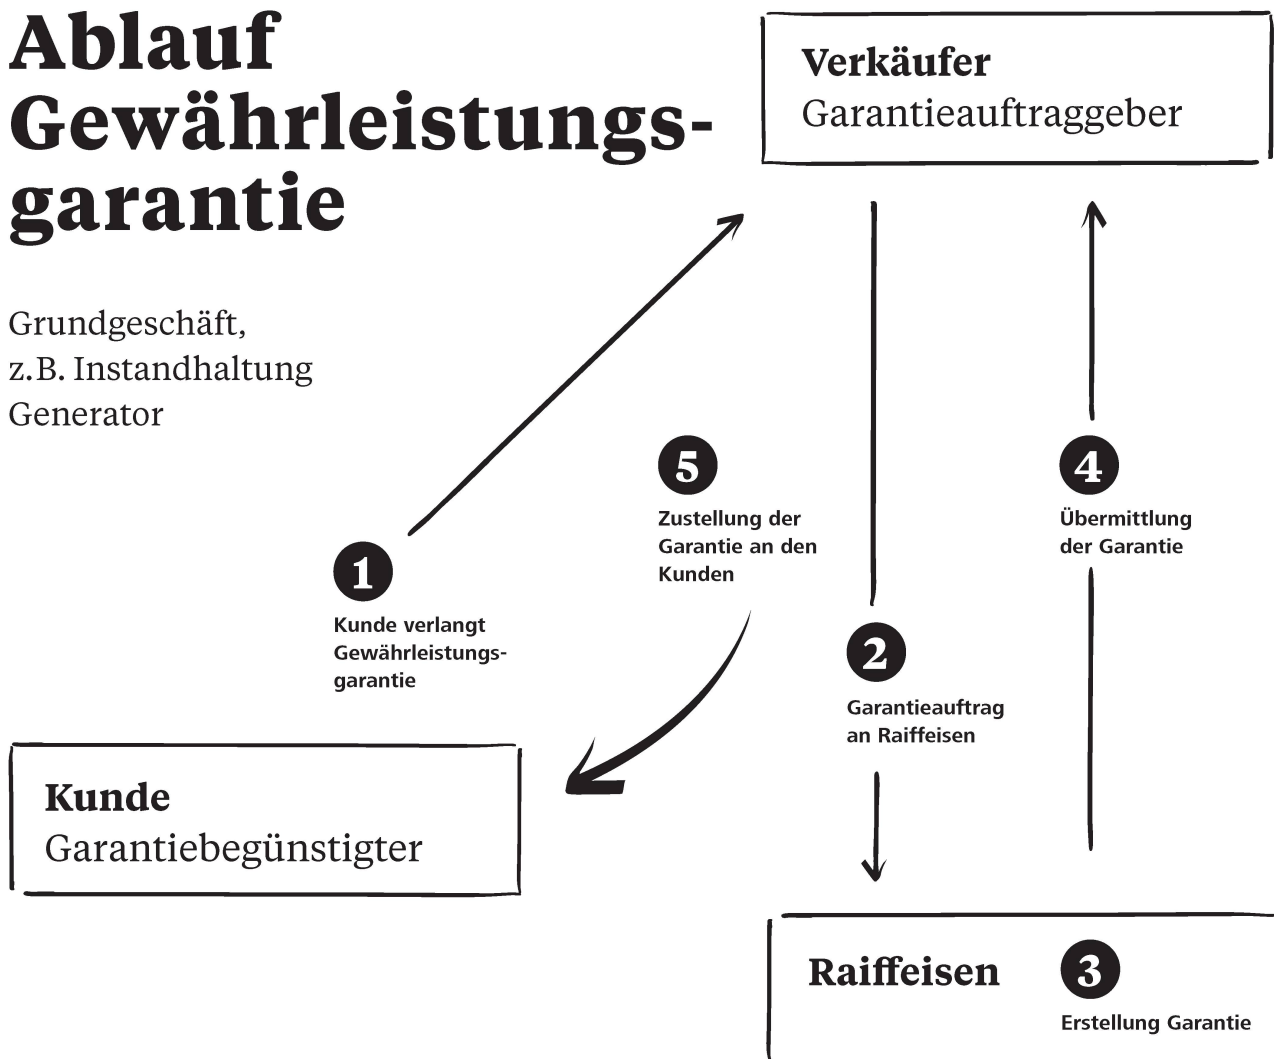 Ablauf
Gewährleistungs-
garantie
Grundgeschäft,
z.B. Instandhaltung
Generator
Verkäufer
Garantieauftraggeber
1
Kunde verlangt
Gewährleistungs-
garantie
5
Zustellung der
Garantie an den
Kunden
2
Garantieauftrag
an Raiffeisen
4
Übermittlung
der Garantie
Kunde
Garantiebegünstigter
Raiffeisen
3
Erstellung Garantie